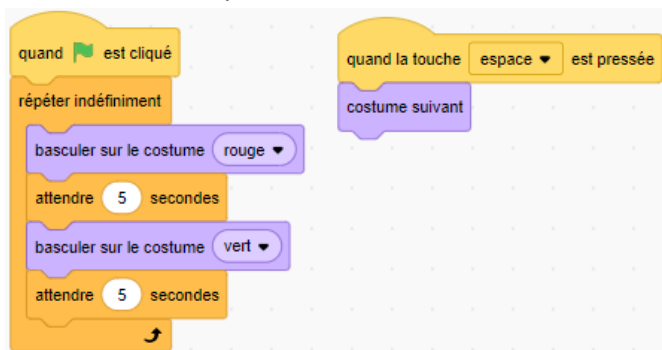 quand est cliqué
répéter indéfiniment
basculer sur le costume rouge
attendre 5 secondes
basculer sur le costume vert
attendre 5 secondes
quand la touche espace est pressée
costume suivant